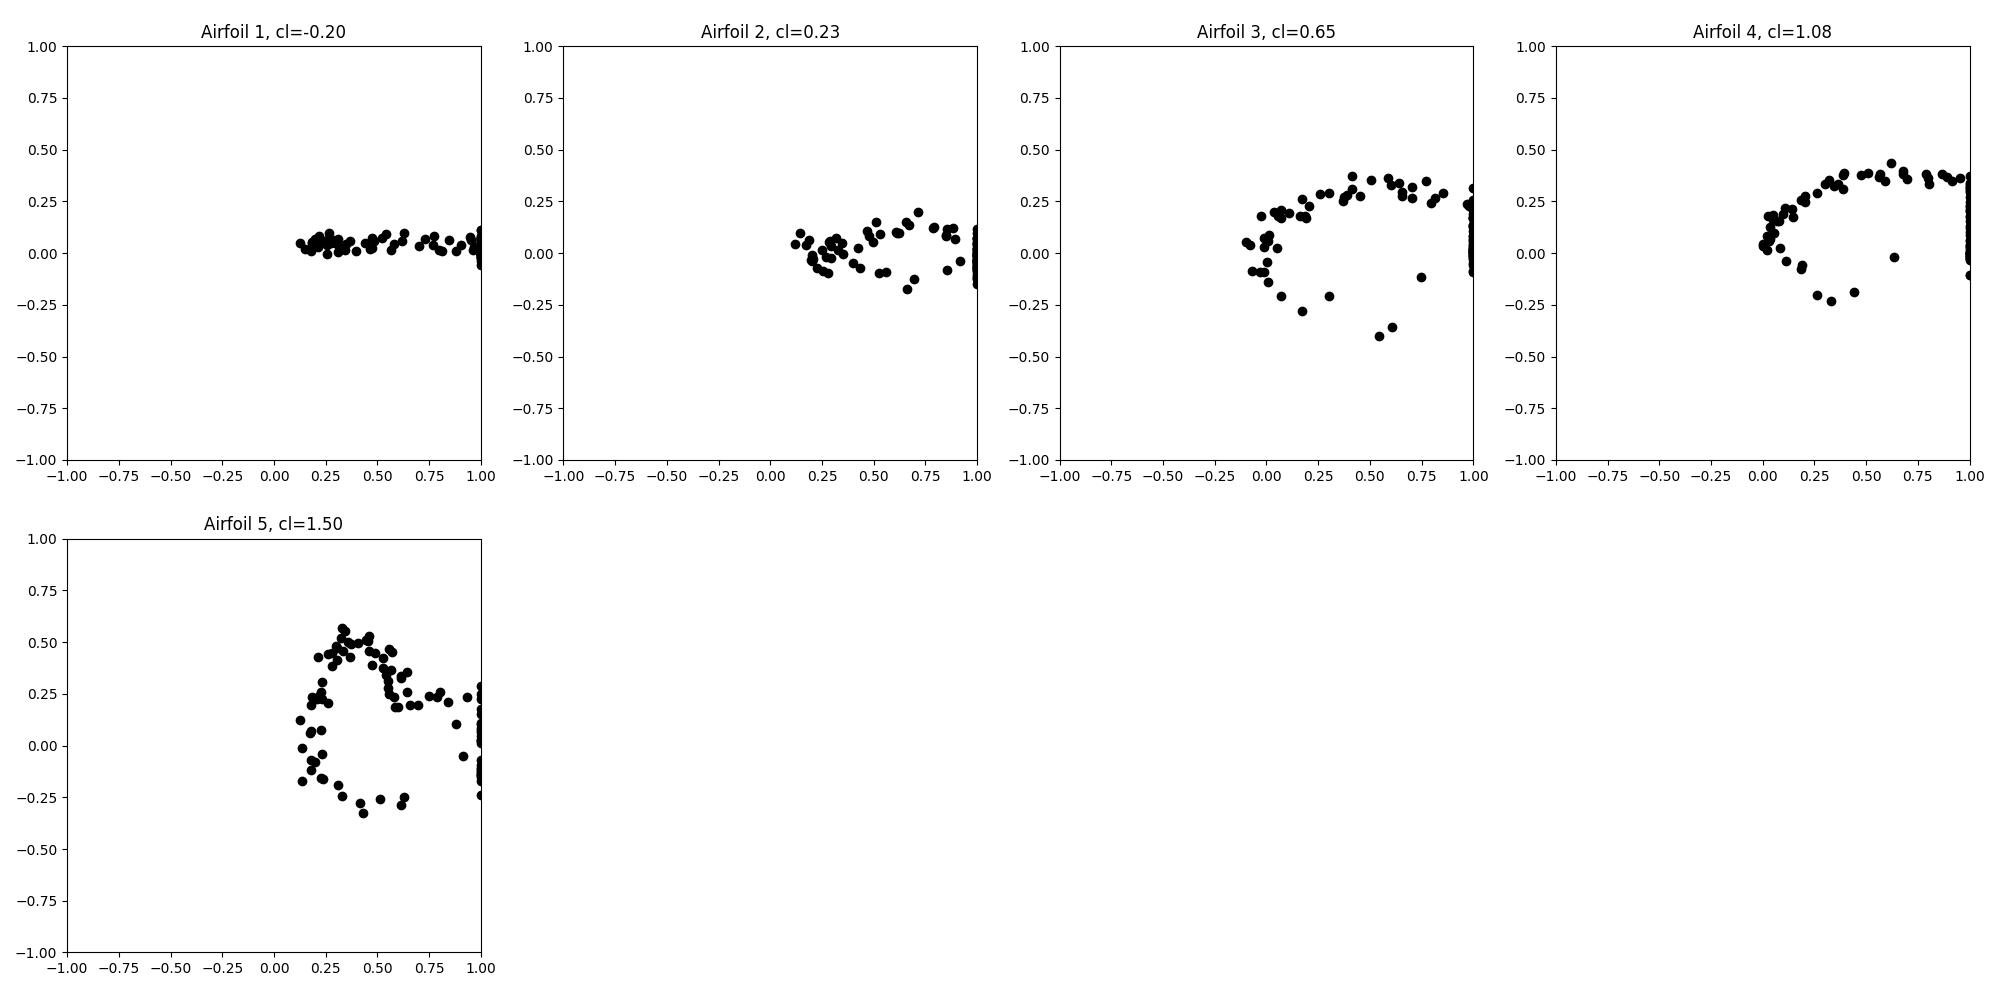 Airfoil 1, cl=-0.20
Airfoil 2, cl=0.23
Airfoil 3, cl=0.65
Airfoil 4, cl=1.08
1.00 1.00 1.00 1.00
0.75 0.75 0.75 0.75
0.50 0.50 0.50 0.50
0.25 0.25 0.25 0.25
0.00 0.00 0.00 0.00
−0.25 −0.25 −0.25 −0.25
−0.50 −0.50 −0.50 −0.50
−0.75 −0.75 −0.75 −0.75
−1.00 −1.00 −1.00 −1.00
−1.00 −0.75 −0.50 −0.25 0.00 0.25 0.50 0.75 1.00
−1.00 −0.75 −0.50 −0.25 0.00 0.25 0.50 0.75 1.00
−1.00 −0.75 −0.50 −0.25 0.00 0.25 0.50 0.75 1.00
−1.00 −0.75 −0.50 −0.25 0.00 0.25 0.50 0.75 1.00
Airfoil 5, cl=1.50
1.00
0.75
0.50
0.25
0.00
−0.25
−0.50
−0.75
−1.00
−1.00 −0.75 −0.50 −0.25 0.00 0.25 0.50 0.75 1.00